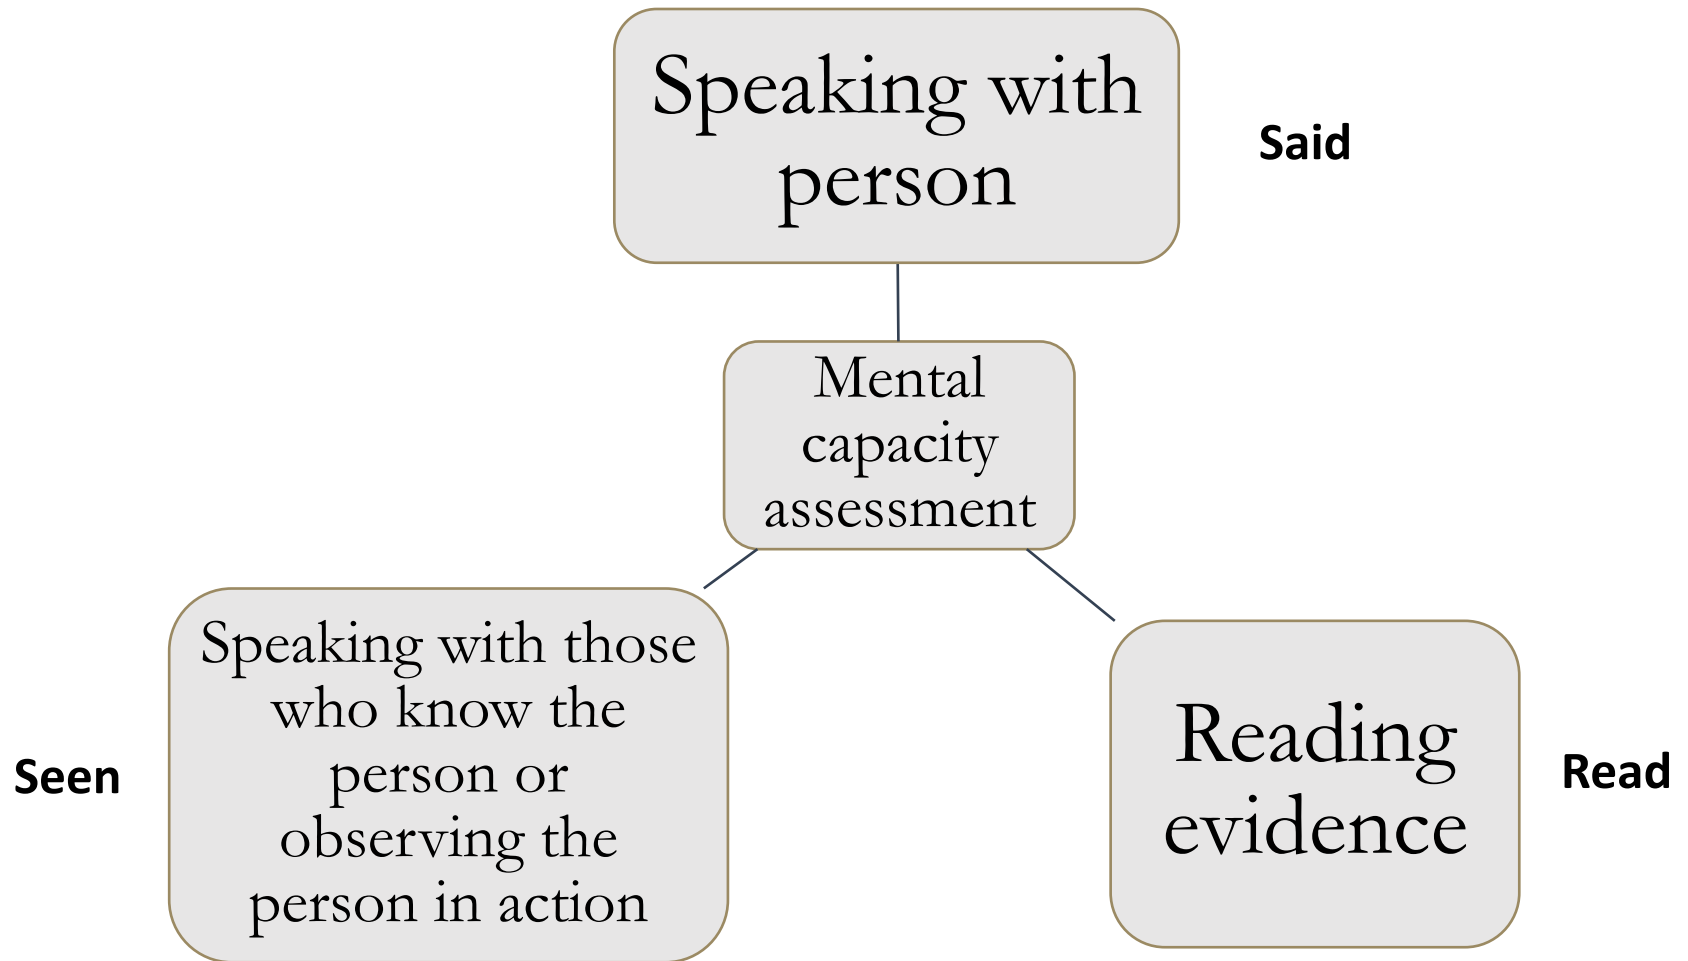 Speaking with
person
Said
Mental
capacity
assessment
Seen
Speaking with those
who know the
person or
observing the
person in action
Reading
evidence
Read